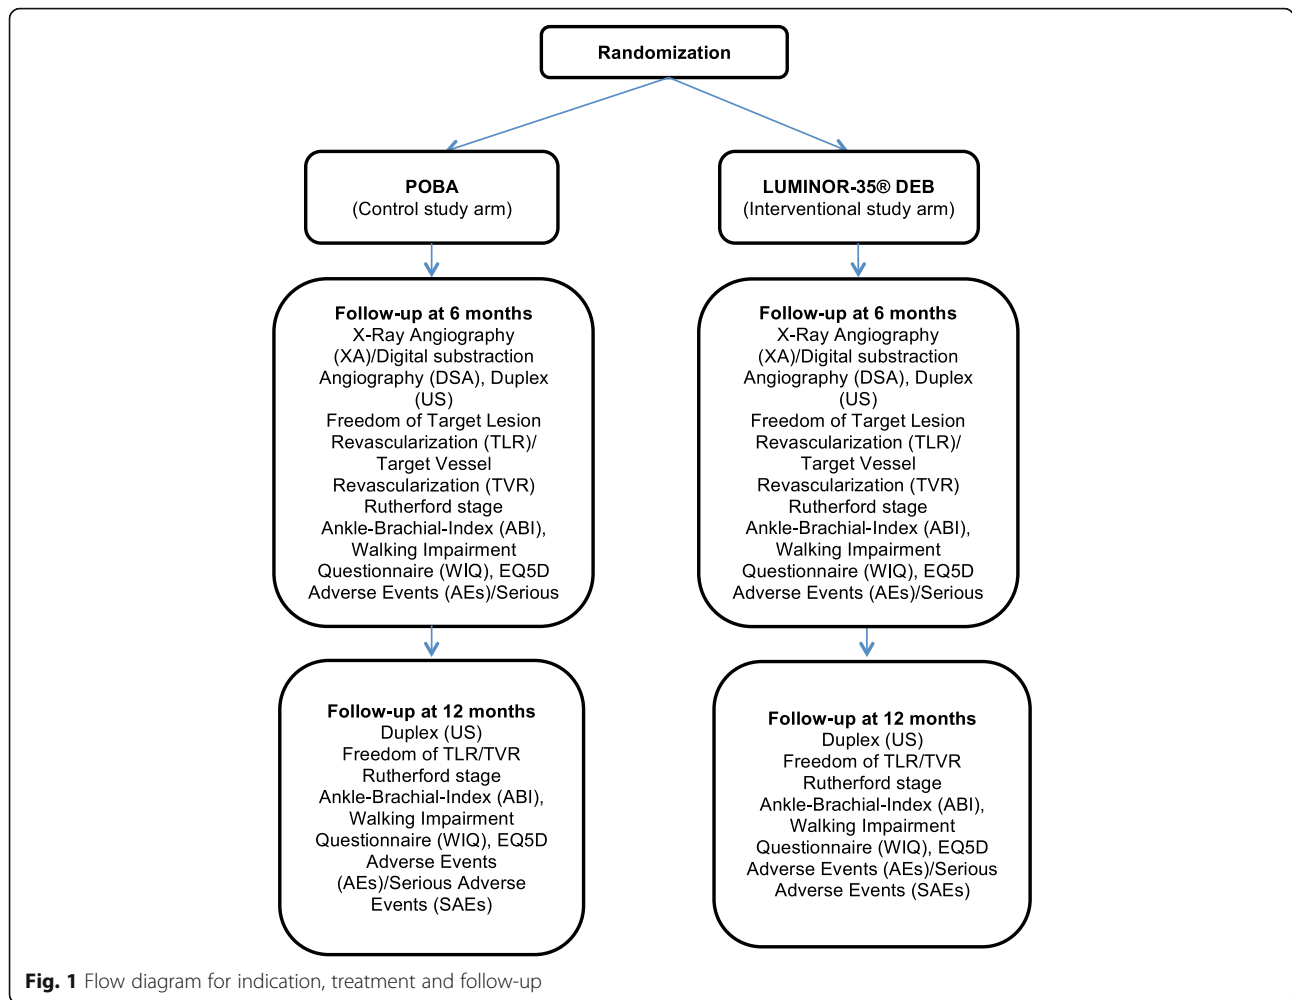 Randomization
POBA
(Control study arm)
LUMINOR-35® DEB
(Interventional study arm)
Follow-up at 6 months
X-Ray Angiography
(XA)/Digital substraction
Angiography (DSA), Duplex
(US)
Freedom of Target Lesion
Revascularization (TLR)/
Target Vessel
Revascularization (TVR)
Rutherford stage
Ankle-Brachial-Index (ABI),
Walking Impairment
Questionnaire (WIQ), EQ5D
Adverse Events (AEs)/Serious
Follow-up at 6 months
X-Ray Angiography
(XA)/Digital substraction
Angiography (DSA), Duplex
(US)
Freedom of Target Lesion
Revascularization (TLR)/
Target Vessel
Revascularization (TVR)
Rutherford stage
Ankle-Brachial-Index (ABI),
Walking Impairment
Questionnaire (WIQ), EQ5D
Adverse Events (AEs)/Serious
Follow-up at 12 months
Duplex (US)
Freedom of TLR/TVR
Rutherford stage
Ankle-Brachial-Index (ABI),
Walking Impairment
Questionnaire (WIQ), EQ5D
Adverse Events
(AEs)/Serious Adverse
Events (SAEs)
Follow-up at 12 months
Duplex (US)
Freedom of TLR/TVR
Rutherford stage
Ankle-Brachial-Index (ABI),
Walking Impairment
Questionnaire (WIQ), EQ5D
Adverse Events (AEs)/Serious
Adverse Events (SAEs)
Fig. 1 Flow diagram for indication, treatment and follow-up